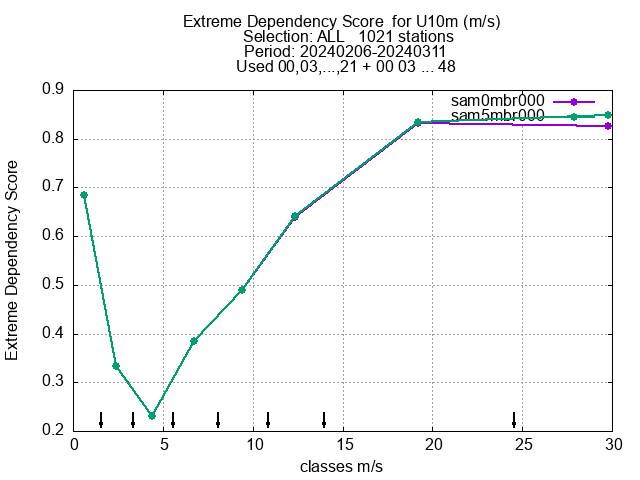 Extreme Dependency Score  for U10m (m/s)
Selection: ALL   1021 stations
Period: 20240206-20240311
Used 00,03,...,21 + 00 03 ... 48
sam0mbr000
sam5mbr000
0.9
0.8
0.7
0.6
0.5
0.4
0.3
0.2
Extreme Dependency Score
0 5 10 15 20 25 30
classes m/s